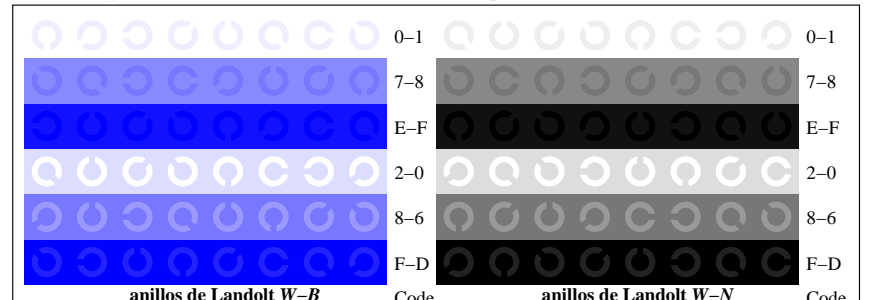 0–1 0–1
7–8 7–8
E–F E–F
2–0 2–0
8–6 8–6
F–D F–D
anillos de Landolt W–B Code anillos de Landolt W–N Code